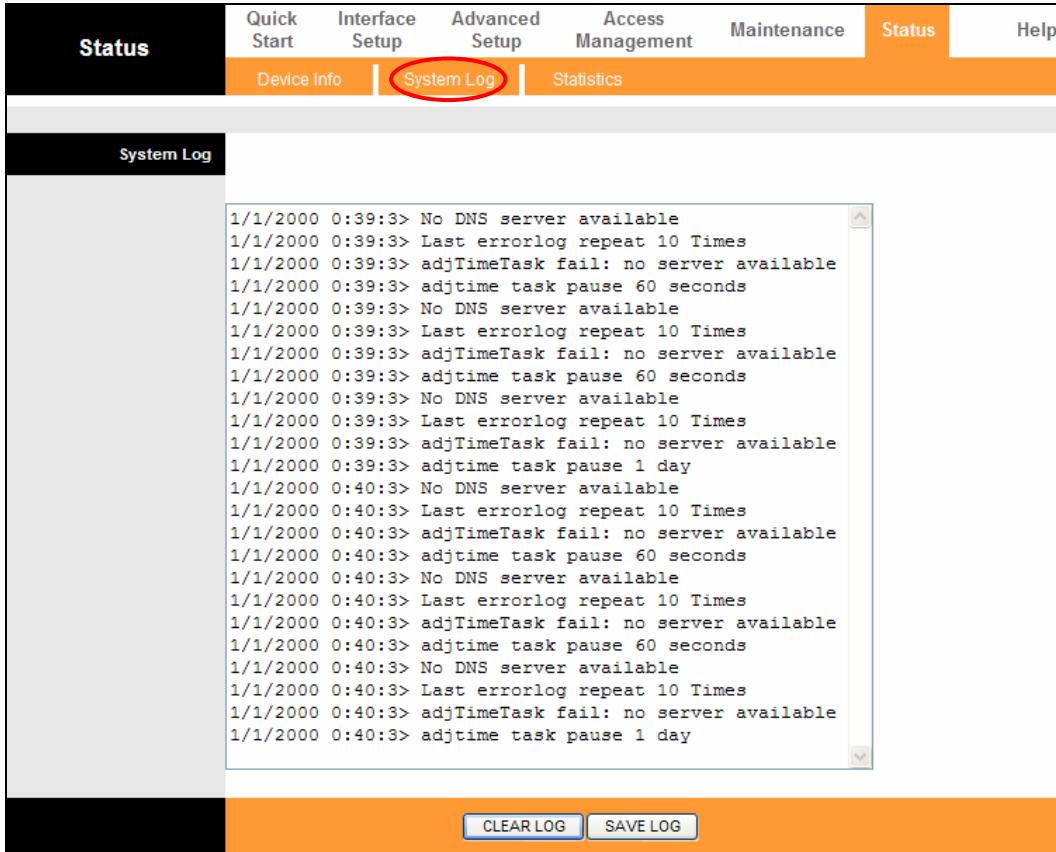 Status
Quick Start
Interface Setup
Advanced Setup
Access Management
Maintenance
Status
Help
Device Info
System Log
Statistics
System Log
1/1/2000 0:39:3> No DNS server available
1/1/2000 0:39:3> Last errorlog repeat 10 Times
1/1/2000 0:39:3> adjTimeTask fail: no server available
1/1/2000 0:39:3> adjtime task pause 60 seconds
1/1/2000 0:39:3> No DNS server available
1/1/2000 0:39:3> Last errorlog repeat 10 Times
1/1/2000 0:39:3> adjTimeTask fail: no server available
1/1/2000 0:39:3> adjtime task pause 60 seconds
1/1/2000 0:39:3> No DNS server available
1/1/2000 0:39:3> Last errorlog repeat 10 Times
1/1/2000 0:39:3> adjTimeTask fail: no server available
1/1/2000 0:39:3> adjtime task pause 1 day
1/1/2000 0:40:3> No DNS server available
1/1/2000 0:40:3> Last errorlog repeat 10 Times
1/1/2000 0:40:3> adjTimeTask fail: no server available
1/1/2000 0:40:3> adjtime task pause 60 seconds
1/1/2000 0:40:3> No DNS server available
1/1/2000 0:40:3> Last errorlog repeat 10 Times
1/1/2000 0:40:3> adjTimeTask fail: no server available
1/1/2000 0:40:3> adjtime task pause 60 seconds
1/1/2000 0:40:3> No DNS server available
1/1/2000 0:40:3> Last errorlog repeat 10 Times
1/1/2000 0:40:3> adjTimeTask fail: no server available
1/1/2000 0:40:3> adjtime task pause 1 day
CLEAR LOG
SAVE LOG